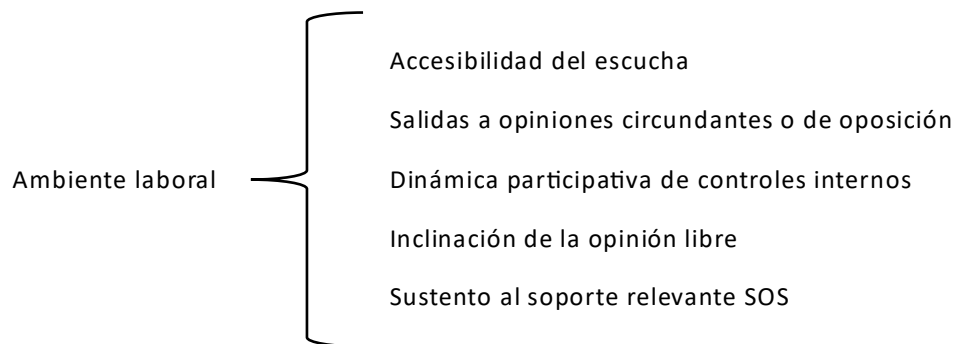 Accesibilidad del escucha
Salidas a opiniones circundantes o de oposición
Ambiente laboral
Dinámica participativa de controles internos
Inclinación de la opinión libre
Sustento al soporte relevante SOS